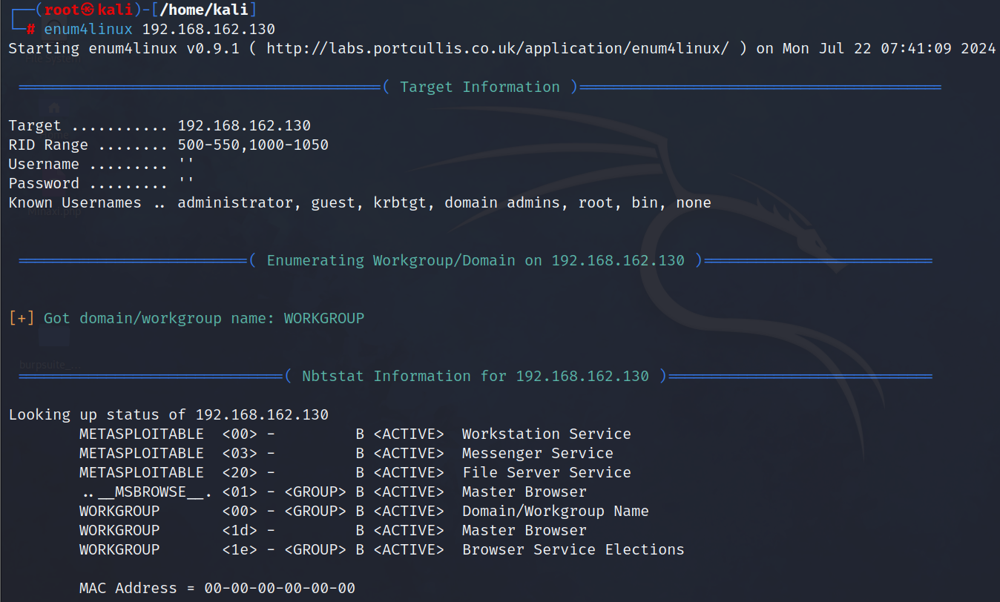 ┌──(root㉿kali)-[/home/kali]
└─# enum4linux 192.168.162.130
Starting enum4linux v0.9.1 ( http://labs.portcullis.co.uk/application/enum4linux/ ) on Mon Jul 22 07:41:09 2024
( Target Information )
Target ........... 192.168.162.130
RID Range ........ 500-550,1000-1050
Username ......... ''
Password ......... ''
Known Usernames .. administrator, guest, krbtgt, domain admins, root, bin, none
Minaxi.php
( Enumerating Workgroup/Domain on 192.168.162.130 )
[+] Got domain/workgroup name: WORKGROUP
burpsuite_...
( Nbtstat Information for 192.168.162.130 )
Looking up status of 192.168.162.130
METASPLOITABLE <00> - B <ACTIVE> Workstation Service
METASPLOITABLE <03> - B <ACTIVE> Messenger Service
METASPLOITABLE <20> - B <ACTIVE> File Server Service
..__MSBROWSE__. <01> - <GROUP> B <ACTIVE> Master Browser
WORKGROUP <00> - <GROUP> B <ACTIVE> Domain/Workgroup Name
WORKGROUP <1d> - B <ACTIVE> Master Browser
WORKGROUP <1e> - <GROUP> B <ACTIVE> Browser Service Elections
MAC Address = 00-00-00-00-00-00